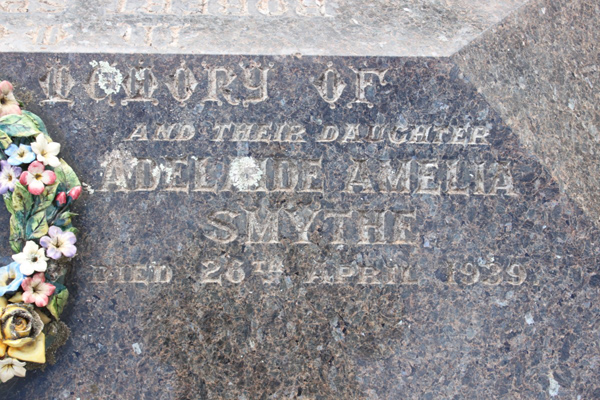 MEMORY OF
AND THEIR DAUGHTER
ADELAIDE AMELIA
SMYTHE
DIED 26TH APRIL 1939